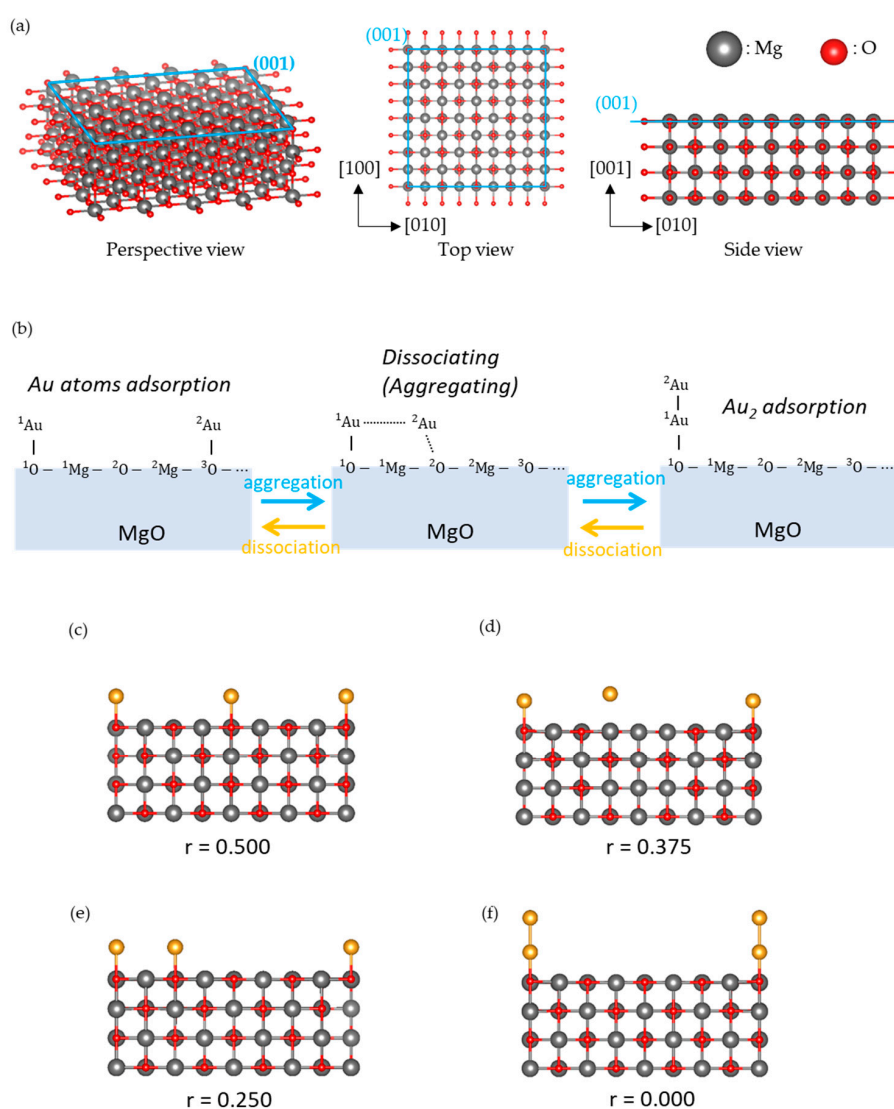 (a)
(001)
(001)
: Mg
: O
(001)
[100]
[010]
[001]
[010]
Perspective view
Top view
Side view
(b)
Au atoms adsorption
¹Au
²Au
¹O – ¹Mg – ²O – ²Mg – ³O – ...
MgO
aggregation
dissociation
Dissociating
(Aggregating)
¹Au
²Au
¹O – ¹Mg – ²O – ²Mg – ³O – ...
MgO
aggregation
dissociation
Au₂ adsorption
²Au
¹Au
¹O – ¹Mg – ²O – ²Mg – ³O – ...
MgO
(c)
r = 0.500
(d)
r = 0.375
(e)
r = 0.250
(f)
r = 0.000